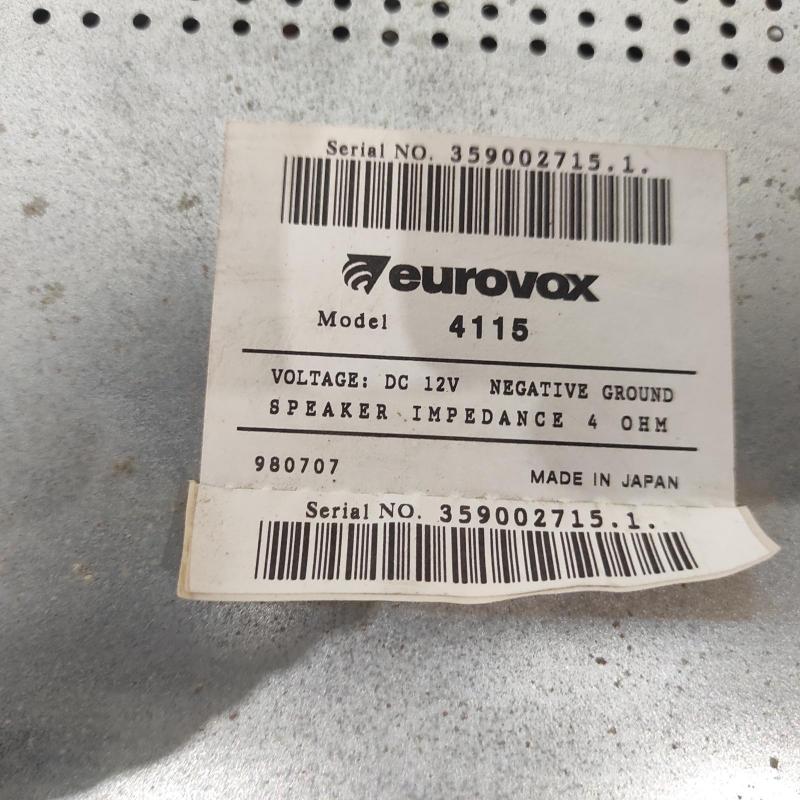 Serial NO. 359002715.1.
eurovox
Model 4115
VOLTAGE: DC 12V NEGATIVE GROUND
SPEAKER IMPEDANCE 4 OHM
980707 MADE IN JAPAN
Serial NO. 359002715.1.